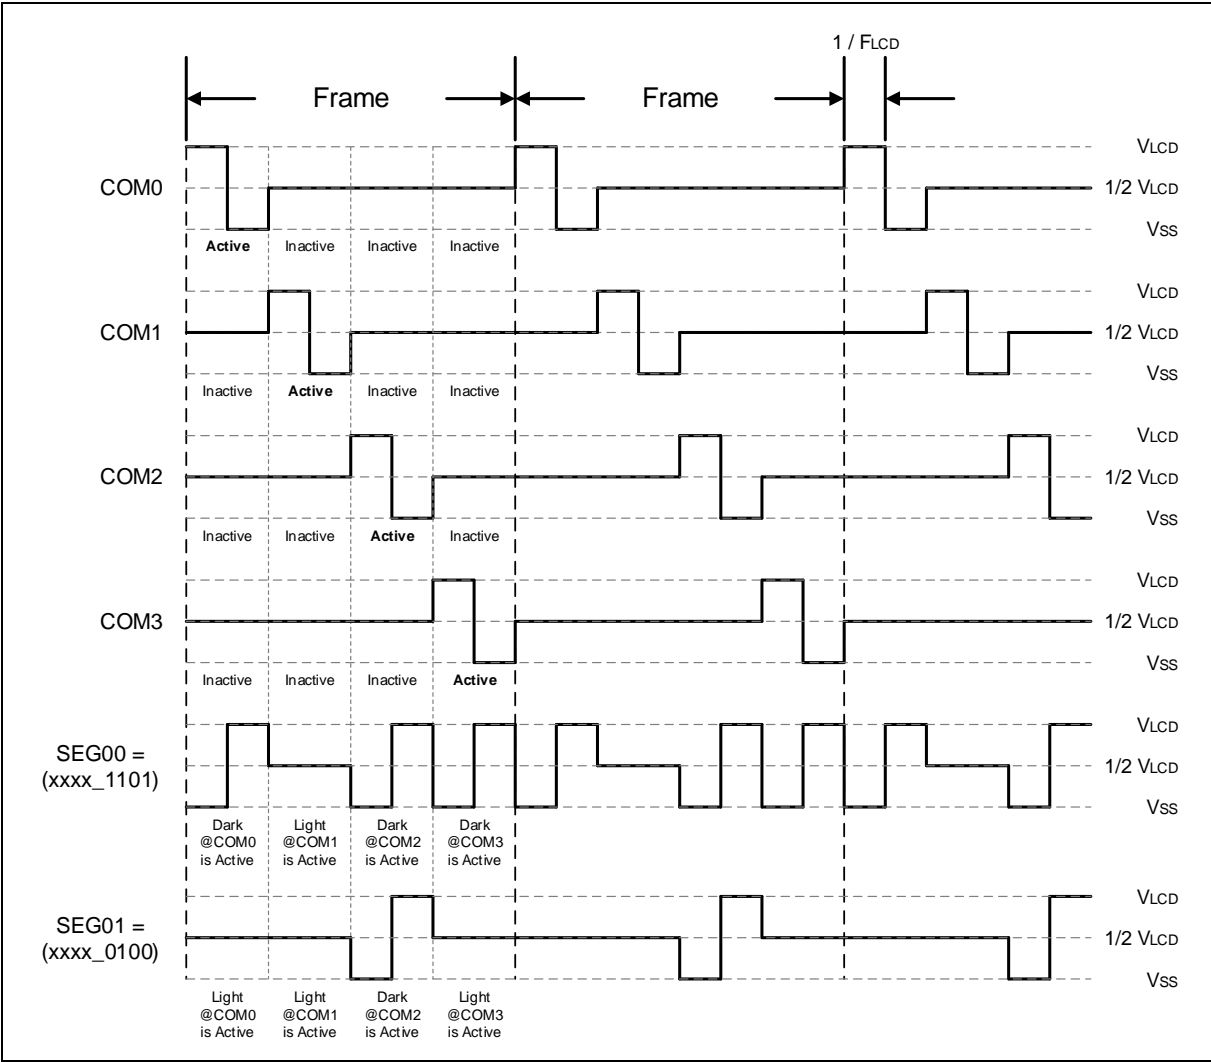 1 / FLCD
Frame
Frame
VLCD
COM0
1/2 VLCD
VSS
Active
Inactive
Inactive
Inactive
VLCD
COM1
1/2 VLCD
VSS
Inactive
Active
Inactive
Inactive
VLCD
COM2
1/2 VLCD
VSS
Inactive
Inactive
Active
Inactive
VLCD
COM3
1/2 VLCD
VSS
Inactive
Inactive
Inactive
Active
VLCD
SEG00 =
(xxxx_1101)
1/2 VLCD
VSS
Dark
@COM0
is Active
Light
@COM1
is Active
Dark
@COM2
is Active
Dark
@COM3
is Active
VLCD
SEG01 =
(xxxx_0100)
1/2 VLCD
VSS
Light
@COM0
is Active
Light
@COM1
is Active
Dark
@COM2
is Active
Light
@COM3
is Active